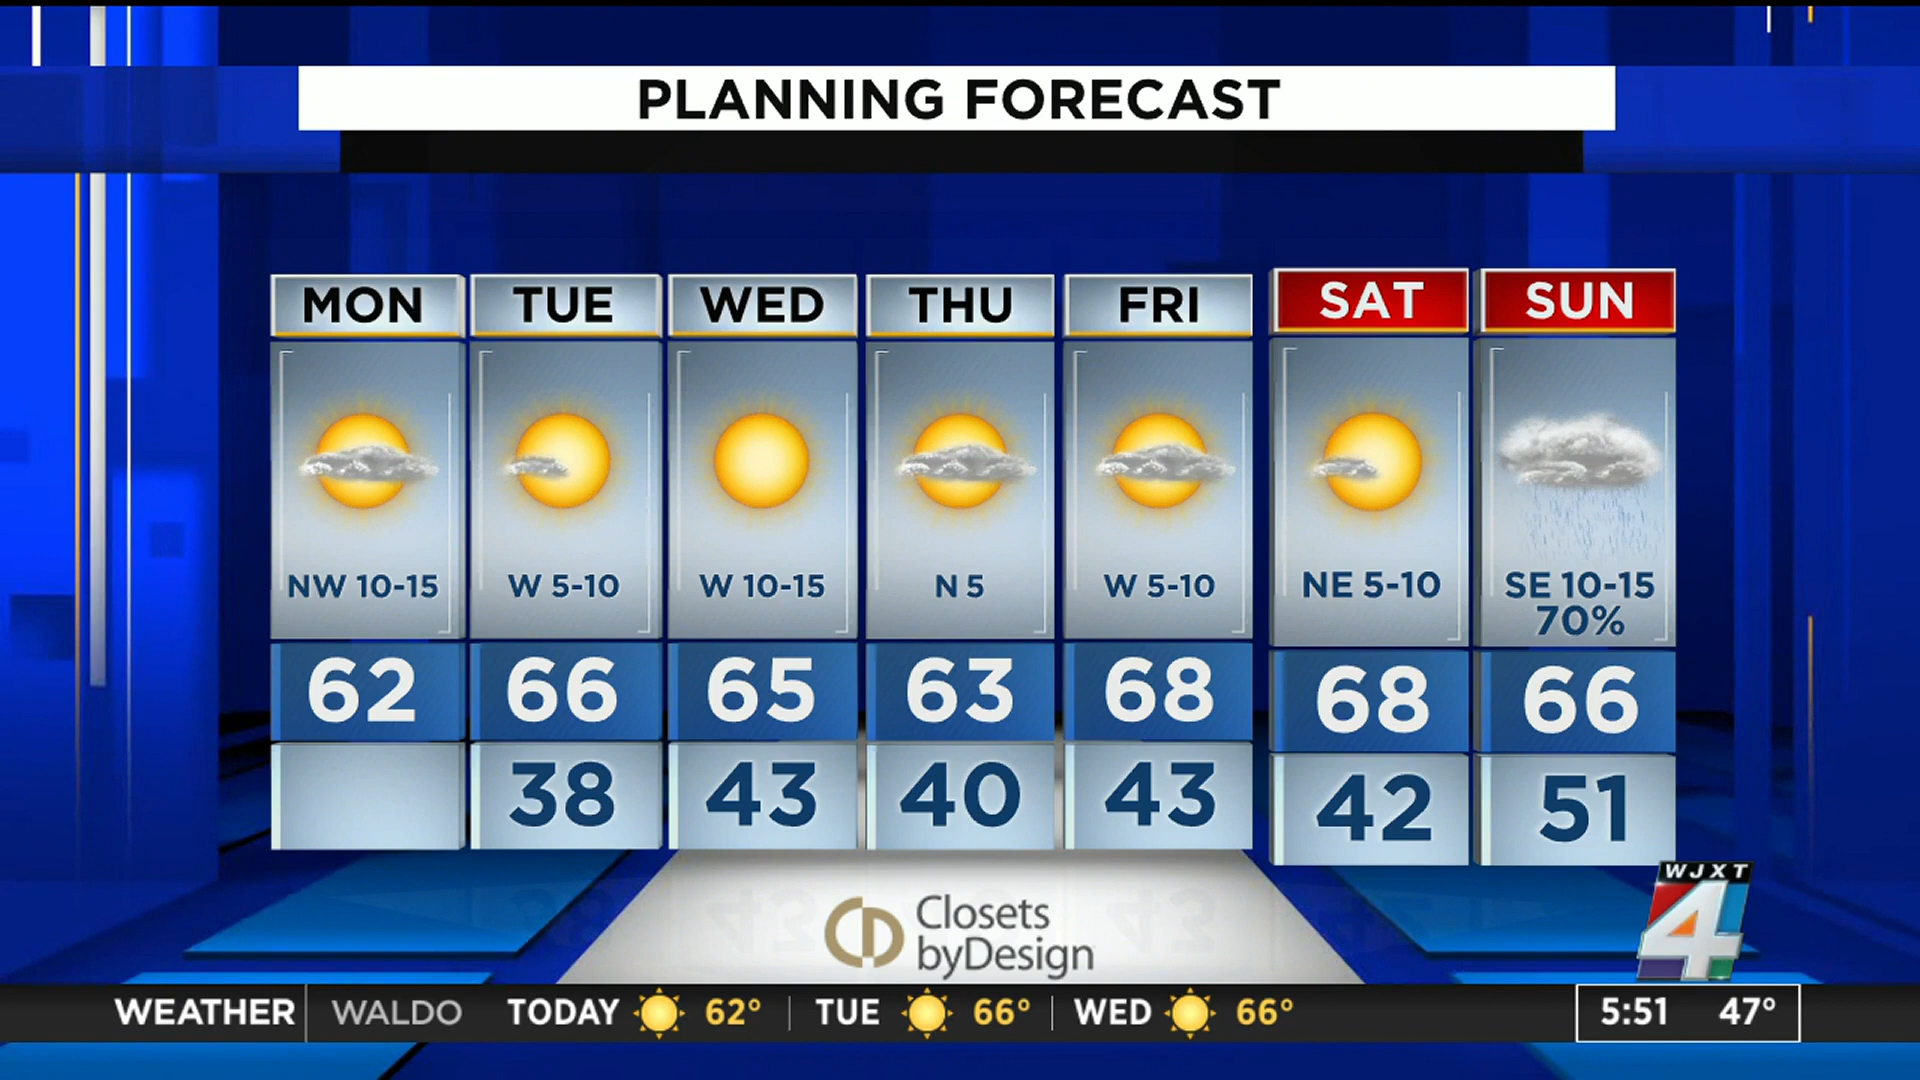 PLANNING FORECAST
MON TUE WED THU FRI SAT SUN
NW 10-15 W 5-10 W 10-15 N 5 W 5-10 NE 5-10 SE 10-15
70%
62 66 65 63 68 68 66
38 43 40 43 42 51
WJXT
4
CD Closets
byDesign
WEATHER WALDO TODAY 62° TUE 66° WED 66° 5:51 47°